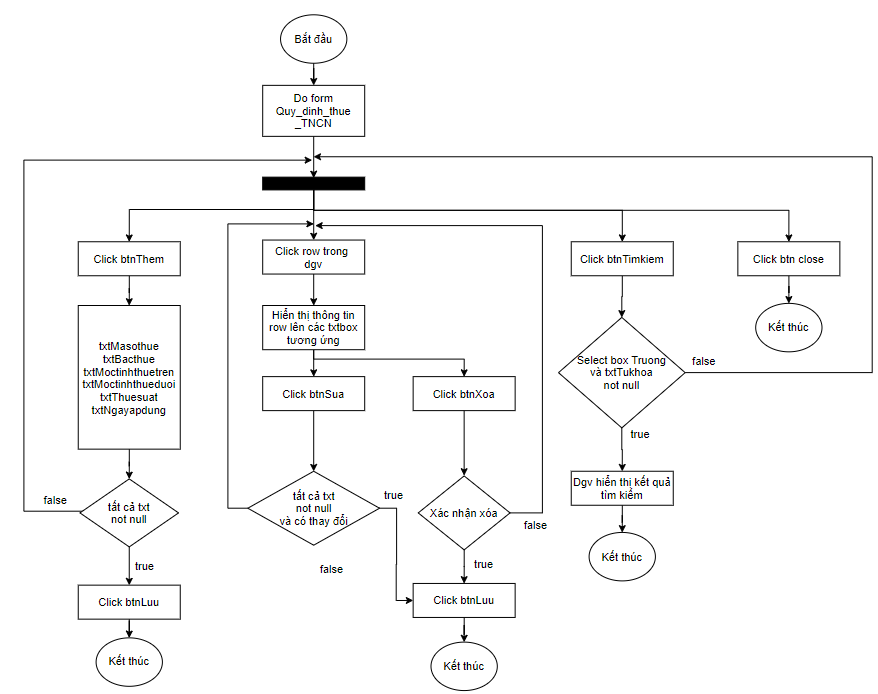 Bắt đầu
Do form
Quy_dinh_thue
_TNCN
Click btnThem
Click row trong
dgv
Click btnTimkiem
Click btn close
Hiển thị thông tin
row lên các txtbox
tương ứng
Kết thúc
txtMasothue
txtBacthue
txtMoctinhthuetren
txtMoctinhthueduoi
txtThuesuat
txtNgayapdung
Select box Truong
và txtTukhoa
not null
false
Click btnSua
Click btnXoa
true
Dgv hiển thị kết quả
tìm kiếm
false
tất cả txt
not null
tất cả txt
not null
và có thay đổi
true
Xác nhận xóa
false
Kết thúc
true
false
true
Click btnLuu
Click btnLuu
Kết thúc
Kết thúc